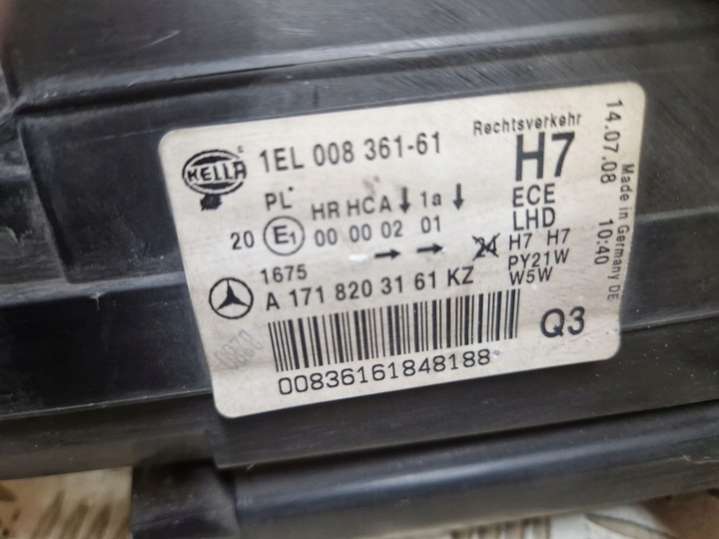 HELLA
1EL 008 361-61
Rechtsverkehr
H7
14.07.08
Made in Germany DE
10:40
PL*
HR HC A ↓ 1a ↓
ECE
LHD
20 E1 00 00 02 01
→ →
24 H7 H7
PY21W
W5W
1675
A 171 820 31 61 KZ
Q3
00836161848188